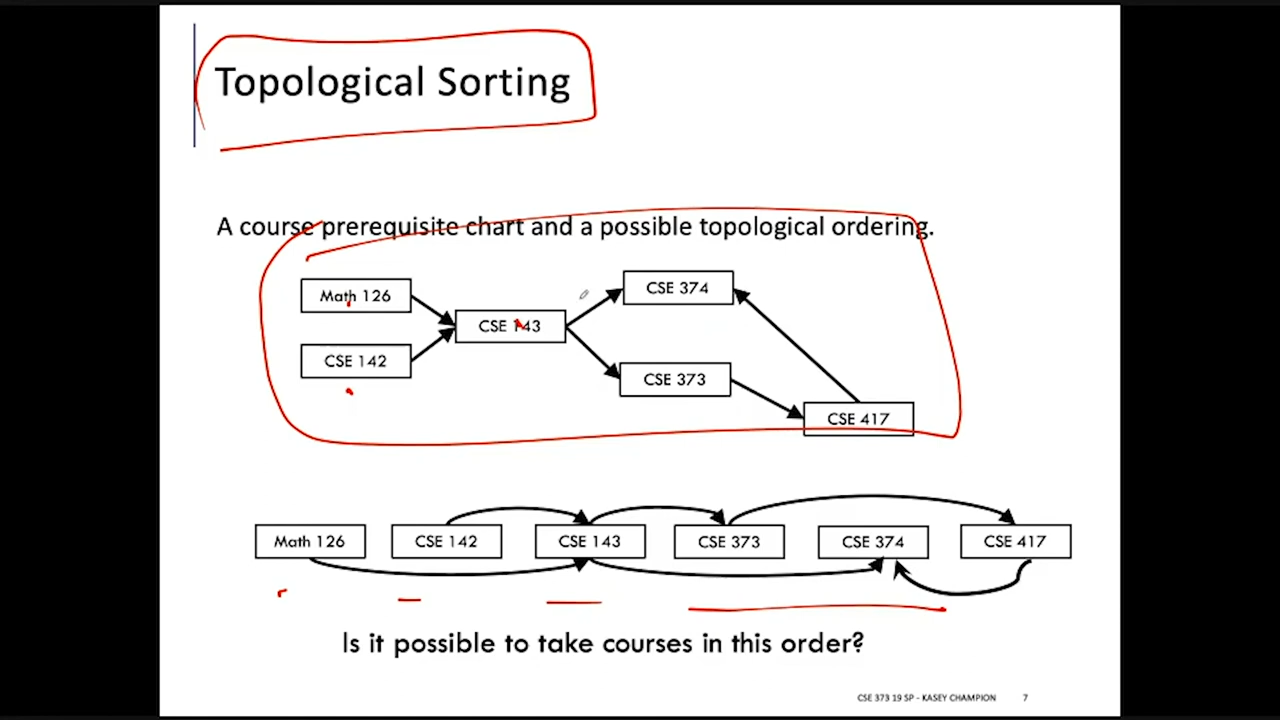 Topological Sorting
A course prerequisite chart and a possible topological ordering.
Math 126
CSE 374
CSE 143
CSE 142
CSE 373
CSE 417
Math 126 CSE 142 CSE 143 CSE 373 CSE 374 CSE 417
Is it possible to take courses in this order?
CSE 373 19 SP - KASEY CHAMPION 7